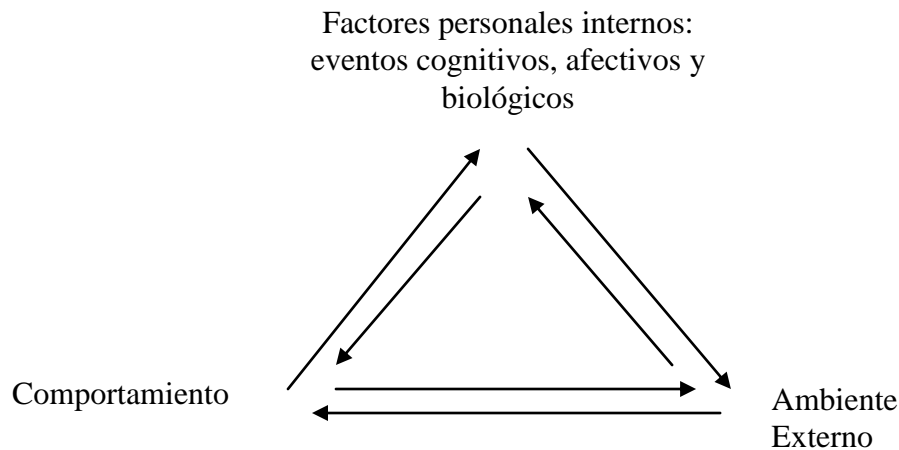 Factores personales internos:
eventos cognitivos, afectivos y
biológicos
Comportamiento
Ambiente
Externo